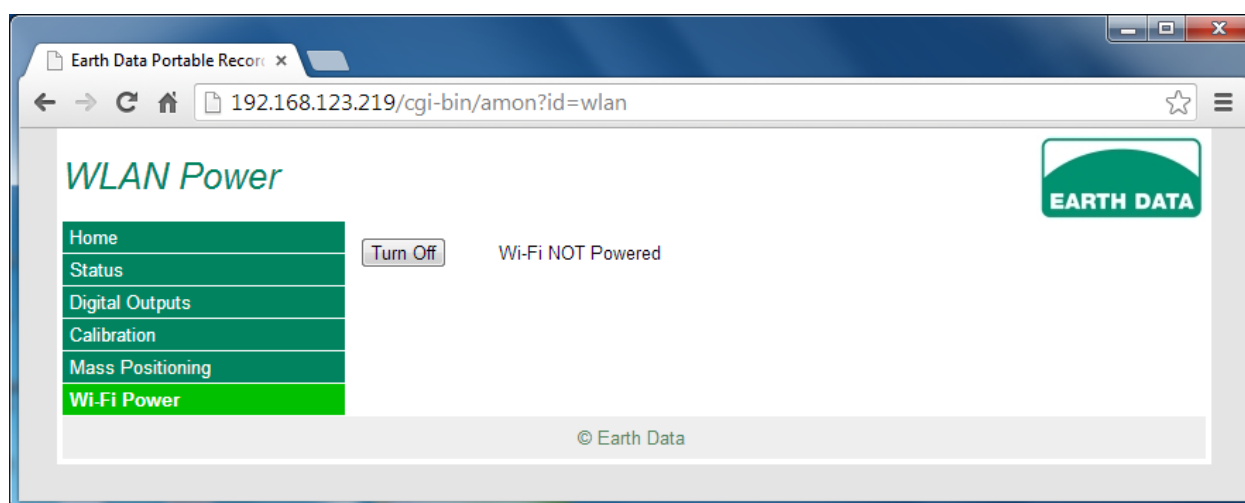 Earth Data Portable Recor
192.168.123.219/cgi-bin/amon?id=wlan
WLAN Power
EARTH DATA
Home
Status
Digital Outputs
Calibration
Mass Positioning
Wi-Fi Power
Turn Off
Wi-Fi NOT Powered
© Earth Data